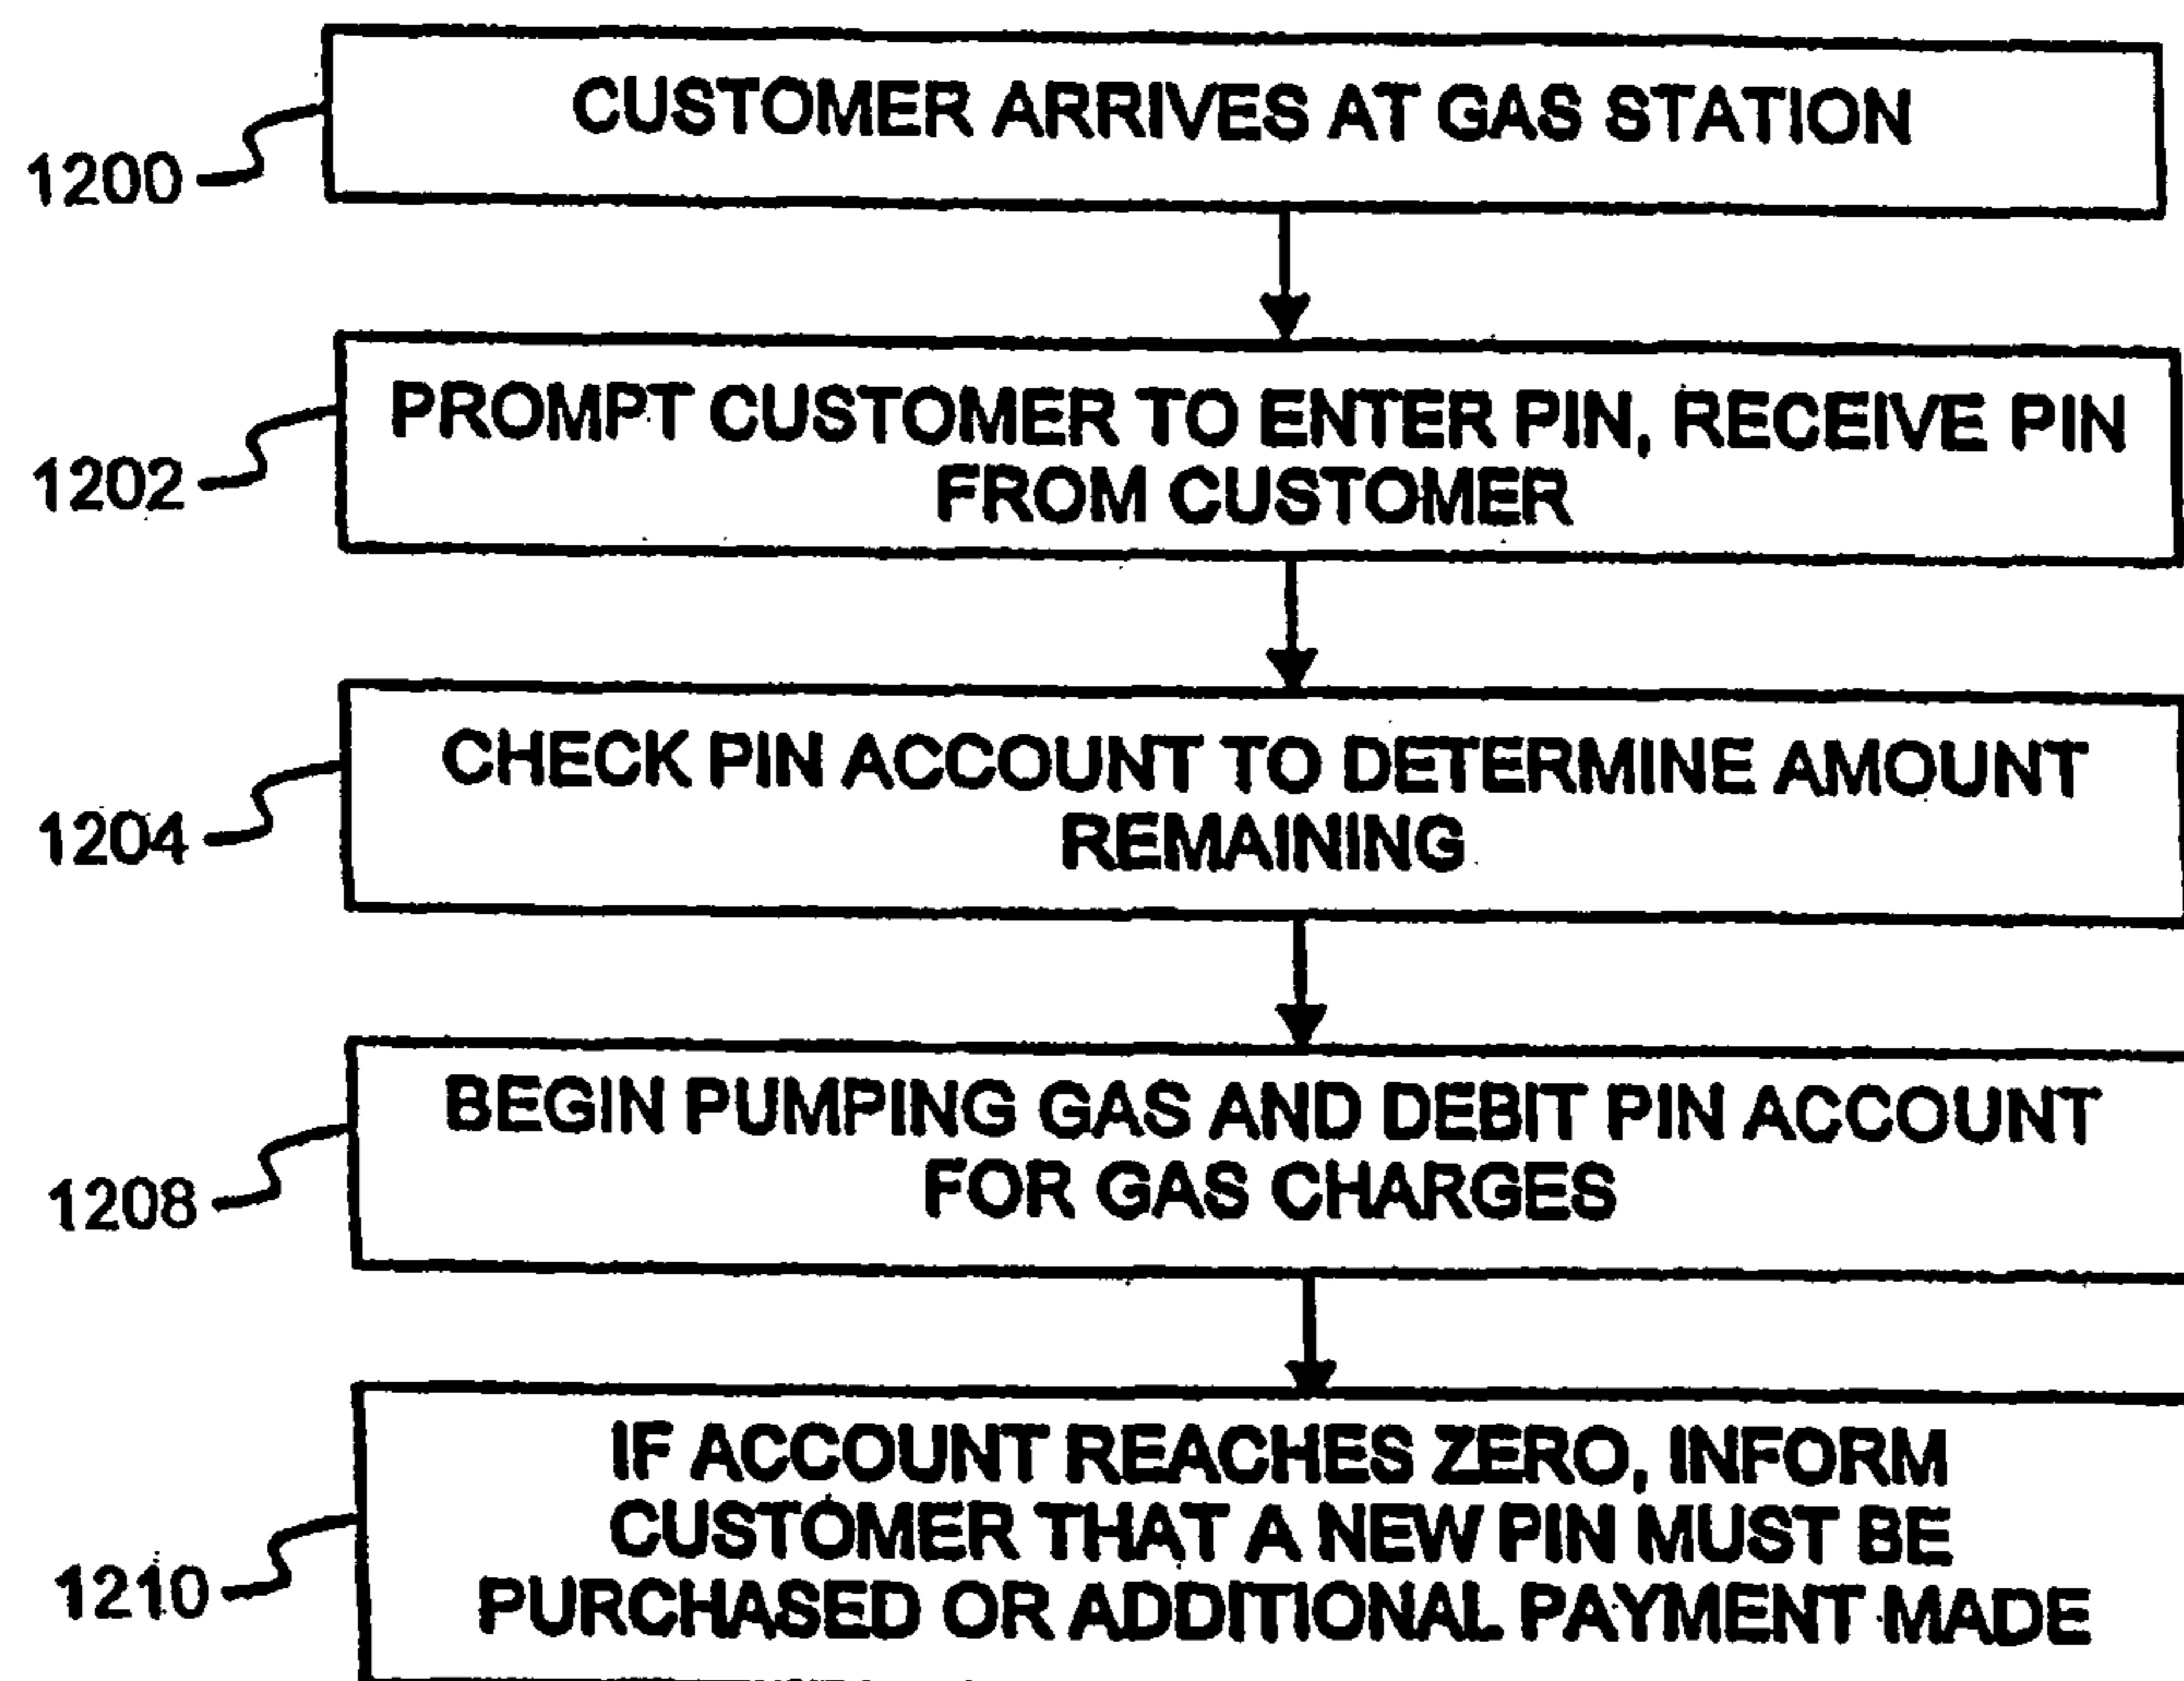 CUSTOMER ARRIVES AT GAS STATION
1200
PROMPT CUSTOMER TO ENTER PIN, RECEIVE PIN
FROM CUSTOMER
1202
CHECK PIN ACCOUNT TO DETERMINE AMOUNT
REMAINING
1204
BEGIN PUMPING GAS AND DEBIT PIN ACCOUNT
FOR GAS CHARGES
1208
IF ACCOUNT REACHES ZERO, INFORM
CUSTOMER THAT A NEW PIN MUST BE
PURCHASED OR ADDITIONAL PAYMENT MADE
1210